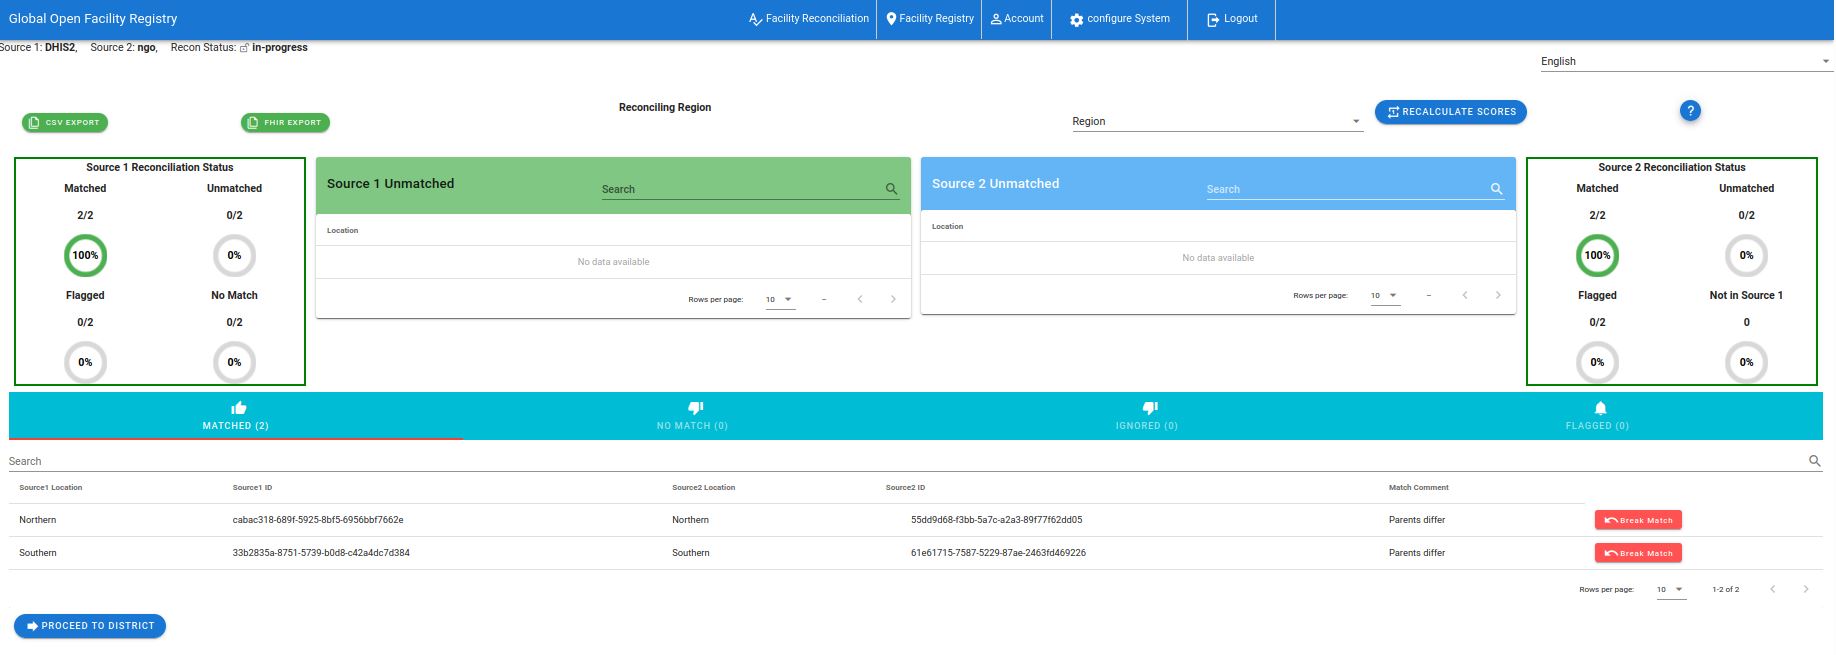 Global Open Facility Registry
Facility Reconciliation
Facility Registry
Account
configure System
Logout
Source 1: DHIS2, Source 2: ngo, Recon Status: in-progress
English
Reconciling Region
CSV EXPORT
FHIR EXPORT
Region
RECALCULATE SCORES
?
Source 1 Reconciliation Status
Matched Unmatched
2/2 0/2
100% 0%
Flagged No Match
0/2 0/2
0% 0%
Source 1 Unmatched
Search
Location
No data available
Rows per page: 10 –
Source 2 Unmatched
Search
Location
No data available
Rows per page: 10 –
Source 2 Reconciliation Status
Matched Unmatched
2/2 0/2
100% 0%
Flagged Not in Source 1
0/2 0
0% 0%
MATCHED (2)
NO MATCH (0)
IGNORED (0)
FLAGGED (0)
Search
Source1 Location Source1 ID Source2 Location Source2 ID Match Comment
Northern cabac318-689f-5925-8bf5-6956bbf7662e Northern 55dd9d68-f3bb-5a7c-a2a3-89f77f62dd05 Parents differ Break Match
Southern 33b2835a-8751-5739-b0d8-c42a4dc7d384 Southern 61e61715-7587-5229-87ae-2463fd469226 Parents differ Break Match
Rows per page: 10 1-2 of 2
PROCEED TO DISTRICT